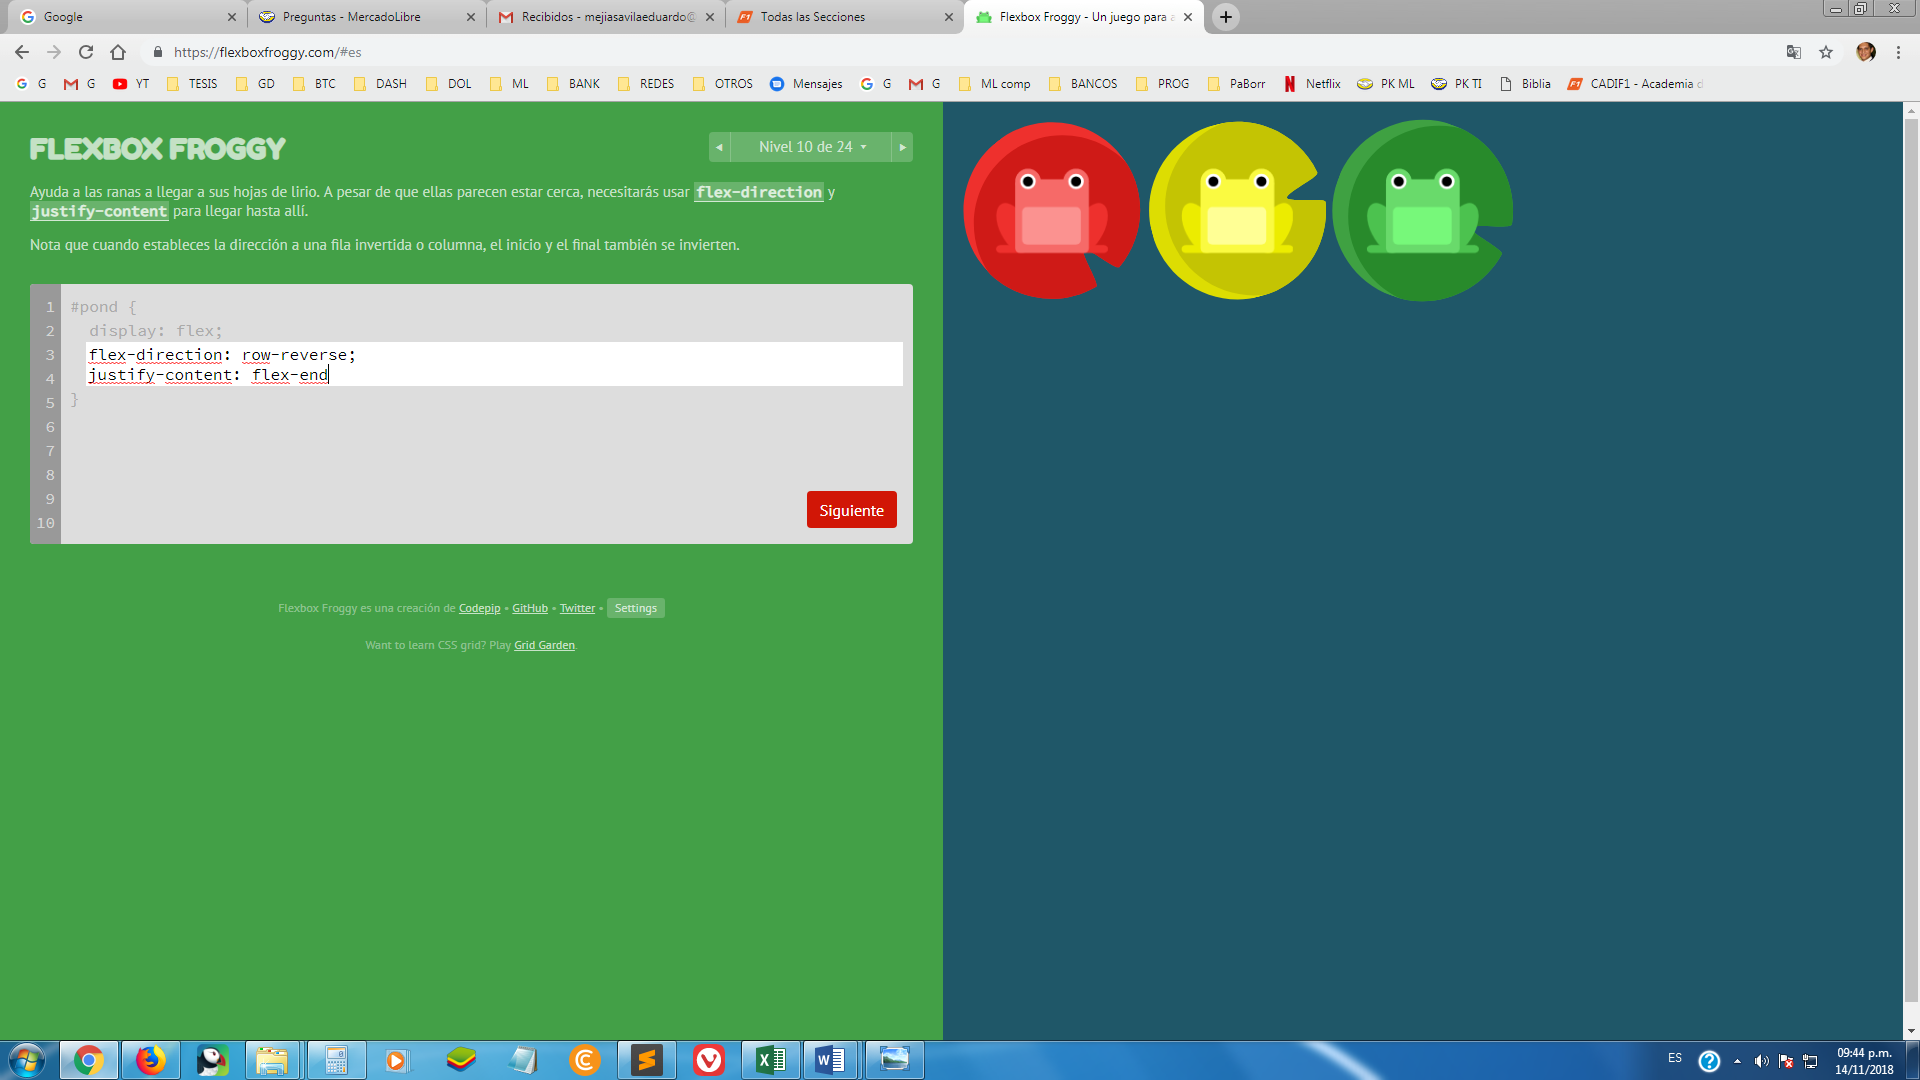 Google
Preguntas - MercadoLibre
Recibidos - mejiasavilaeduardo@
Todas las Secciones
Flexbox Froggy - Un juego para a
https://flexboxfroggy.com/#es
G G YT TESIS GD BTC DASH DOL ML BANK REDES OTROS Mensajes G G ML comp BANCOS PROG PaBorr Netflix PK ML PK TI Biblia CADIF1 - Academia d
FLEXBOX FROGGY
Nivel 10 de 24
Ayuda a las ranas a llegar a sus hojas de lirio. A pesar de que ellas parecen estar cerca, necesitarás usar flex-direction y
justify-content para llegar hasta allí.
Nota que cuando estableces la dirección a una fila invertida o columna, el inicio y el final también se invierten.
1 #pond {
2 display: flex;
3 flex-direction: row-reverse;
4 justify-content: flex-end
5 }
6
7
8
9
10
Siguiente
Flexbox Froggy es una creación de Codepip • GitHub • Twitter • Settings
Want to learn CSS grid? Play Grid Garden.
ES
09:44 p.m.
14/11/2018